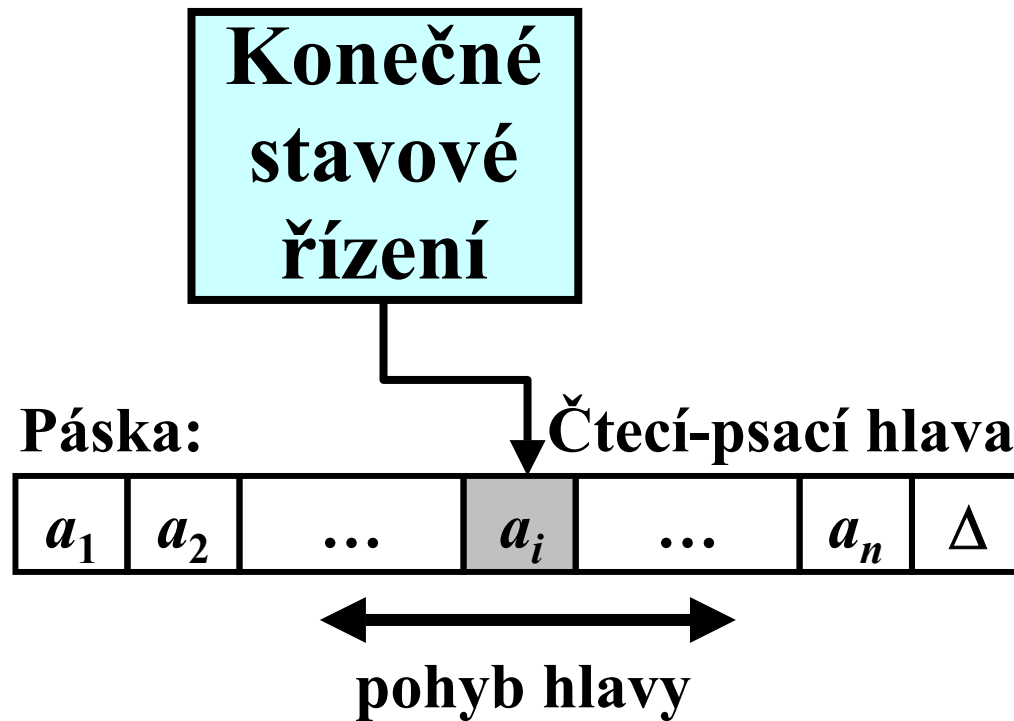 Konečné
stavové
řízení
Páska: Čtecí-psací hlava
a₁ a₂ … aᵢ … aₙ Δ
pohyb hlavy